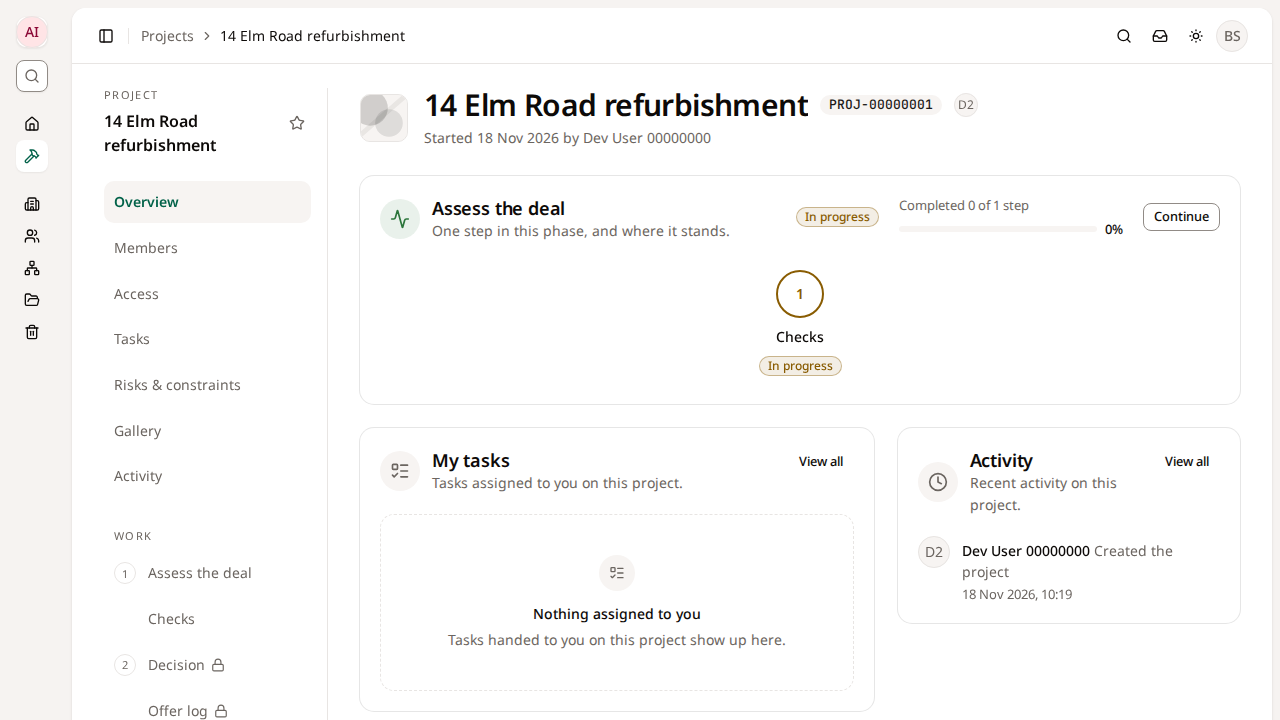 AI
Projects
14 Elm Road refurbishment
BS
PROJECT
14 Elm Road
refurbishment
Overview
Members
Access
Tasks
Risks & constraints
Gallery
Activity
WORK
1 Assess the deal
Checks
2 Decision
Offer log
14 Elm Road refurbishment PROJ-00000001 D2
Started 18 Nov 2026 by Dev User 00000000
Assess the deal
One step in this phase, and where it stands.
In progress
Completed 0 of 1 step
0%
Continue
1
Checks
In progress
My tasks
Tasks assigned to you on this project.
View all
Nothing assigned to you
Tasks handed to you on this project show up here.
Activity
Recent activity on this
project.
View all
D2
Dev User 00000000 Created the
project
18 Nov 2026, 10:19